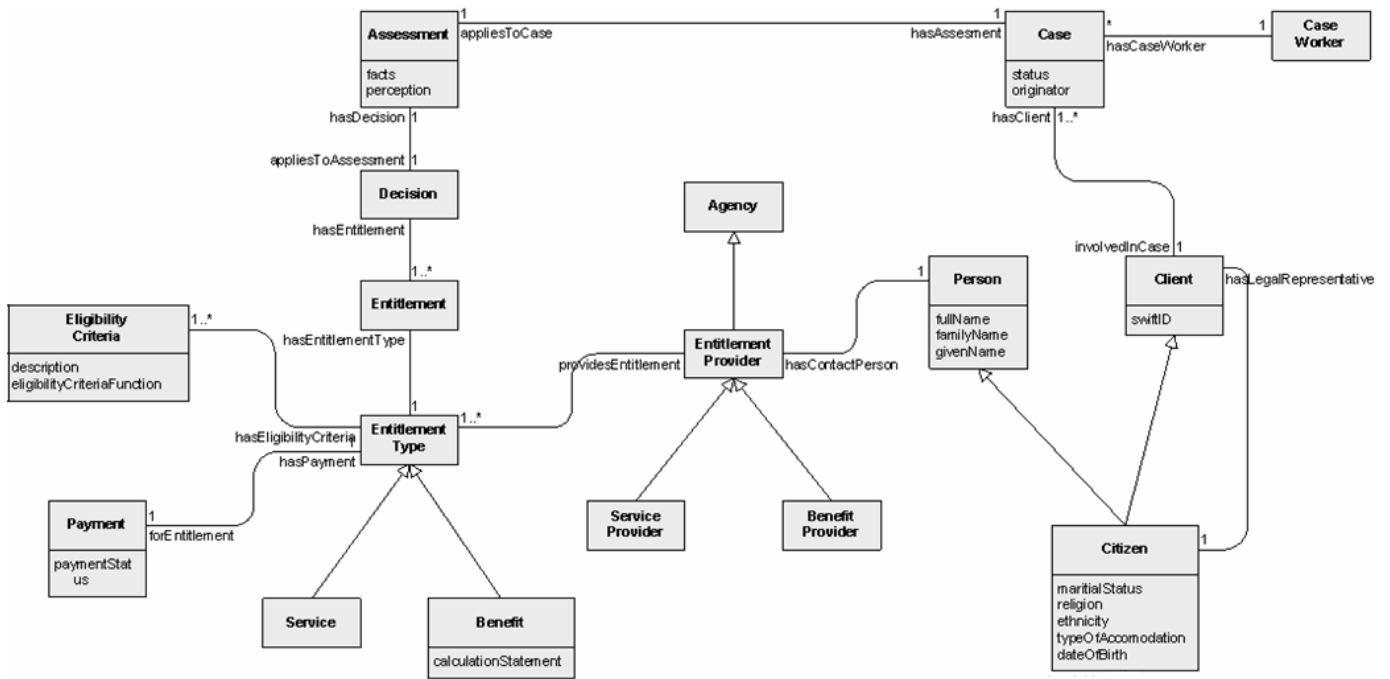 1
1
Assessment
appliesToCase
hasAssesment
Case
*
1
hasCaseWorker
Case
Worker
facts
perception
status
originator
hasDecision
1
hasClient
1..*
appliesToAssessment
1
Decision
hasEntitlement
1..*
Agency
involvedInCase
1
Entitlement
hasEntitlementType
1
Person
fullName
familyName
givenName
Client
swiftID
hasLegalRepresentative
1..*
Eligibility
Criteria
description
eligibilityCriteriaFunction
providesEntitlement
Entitlement
Provider
hasContactPerson
1
1..*
Entitlement
Type
hasEligibilityCriteria
1
hasPayment
Payment
1
forEntitlement
paymentStat
us
Service
Provider
Benefit
Provider
Citizen
1
maritialStatus
religion
ethnicity
typeOfAccomodation
dateOfBirth
Service
Benefit
calculationStatement